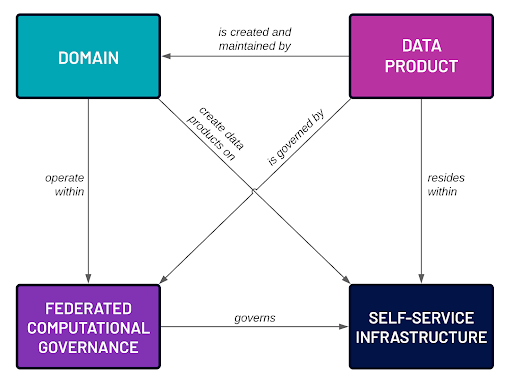 is created and
maintained by
DOMAIN
DATA
PRODUCT
create data
products on
is governed by
operate
within
resides
within
FEDERATED
COMPUTATIONAL
GOVERNANCE
governs
SELF-SERVICE
INFRASTRUCTURE